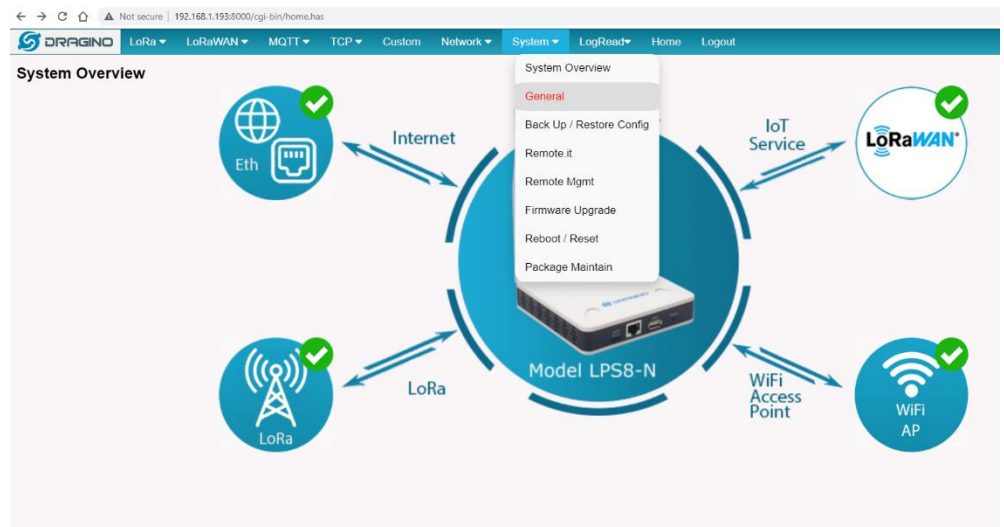 Not secure | 192.168.1.193:8000/cgi-bin/home.has
DRAGINO LoRa LoRaWAN MQTT TCP Custom Network System LogRead Home Logout
System Overview
System Overview
General
Back Up / Restore Config
Remote.it
Remote Mgmt
Firmware Upgrade
Reboot / Reset
Package Maintain
Eth
Internet
IoT
Service
LoRaWAN
DRAGINO
Model LPS8-N
LoRa
LoRa
WiFi
Access
Point
WiFi
AP